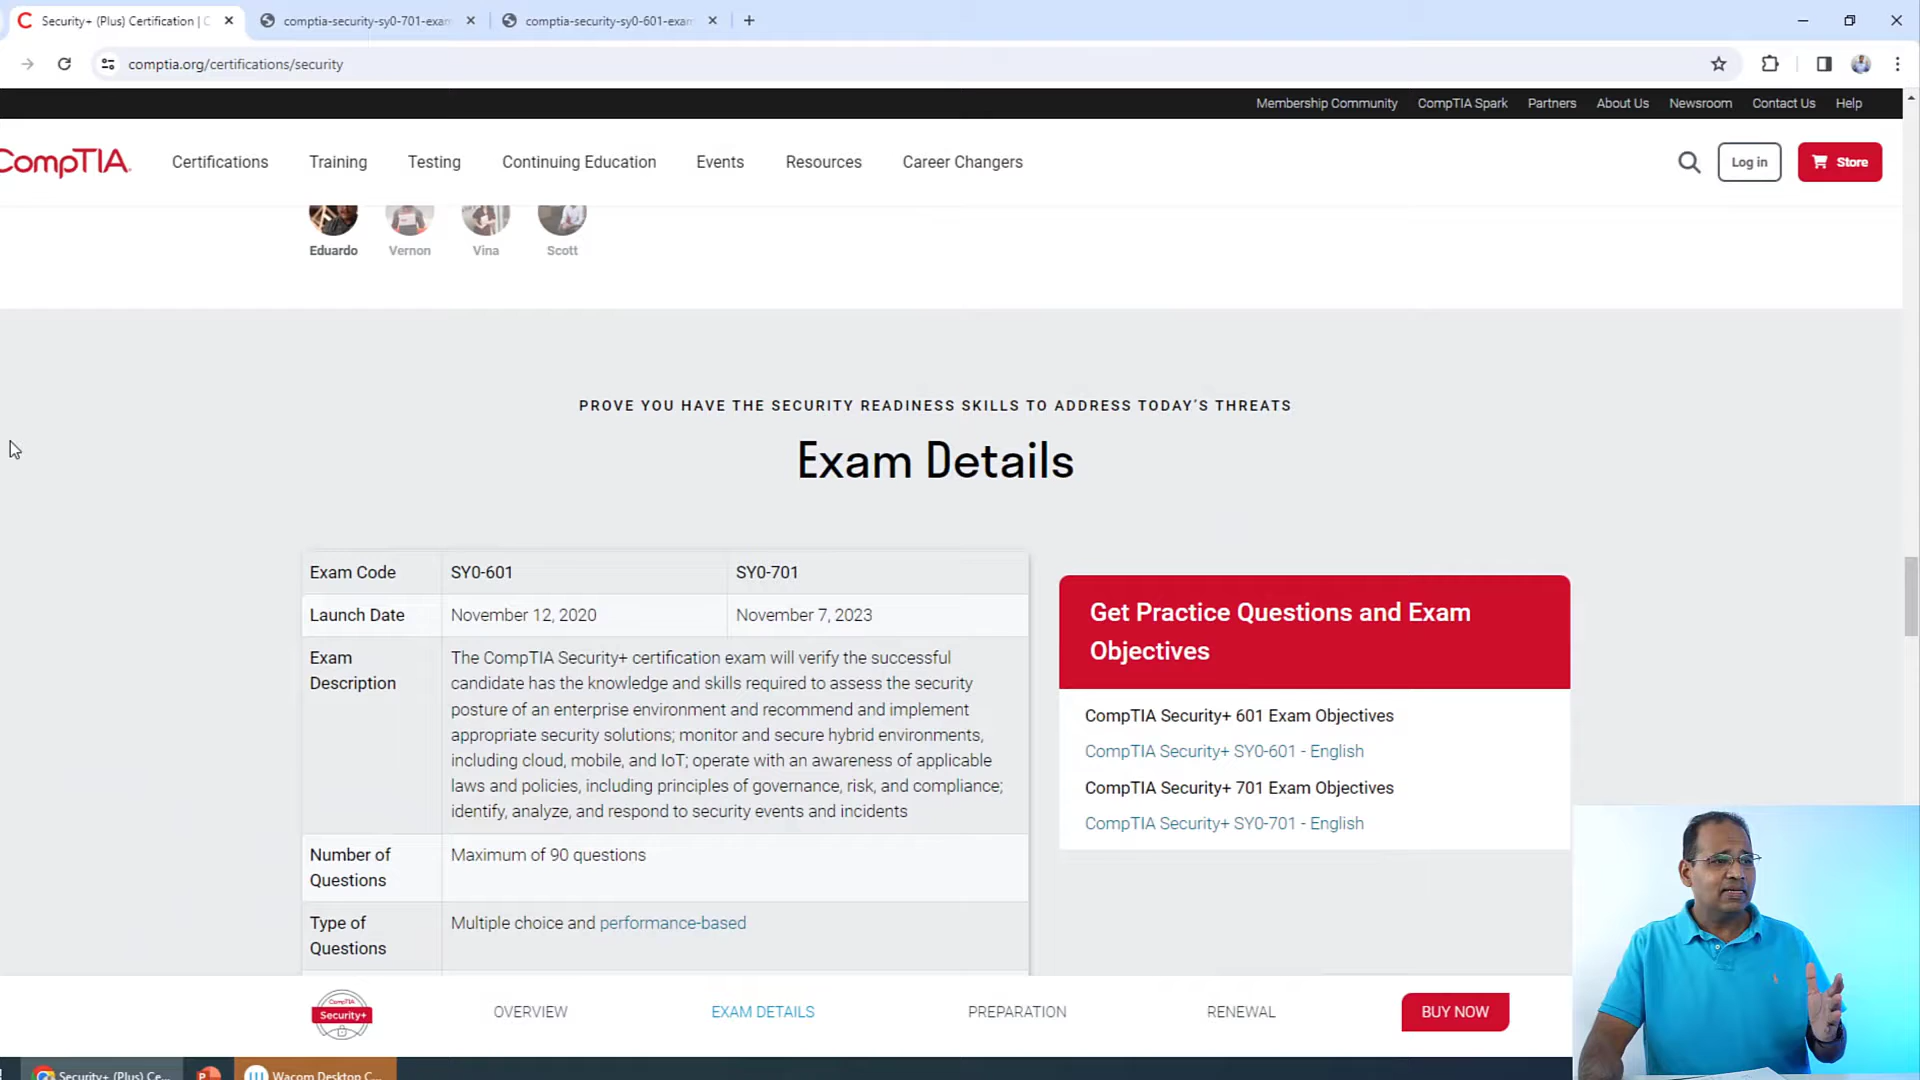 Security+ (Plus) Certification | C
comptia-security-sy0-701-exam
comptia-security-sy0-601-exam
comptia.org/certifications/security
Membership Community
CompTIA Spark
Partners
About Us
Newsroom
Contact Us
Help
CompTIA.
Certifications
Training
Testing
Continuing Education
Events
Resources
Career Changers
Log in
Store
Eduardo
Vernon
Vina
Scott
PROVE YOU HAVE THE SECURITY READINESS SKILLS TO ADDRESS TODAY'S THREATS
Exam Details
Exam Code
SY0-601
SY0-701
Launch Date
November 12, 2020
November 7, 2023
Exam
Description
The CompTIA Security+ certification exam will verify the successful
candidate has the knowledge and skills required to assess the security
posture of an enterprise environment and recommend and implement
appropriate security solutions; monitor and secure hybrid environments,
including cloud, mobile, and IoT; operate with an awareness of applicable
laws and policies, including principles of governance, risk, and compliance;
identify, analyze, and respond to security events and incidents
Number of
Questions
Maximum of 90 questions
Type of
Questions
Multiple choice and performance-based
Get Practice Questions and Exam
Objectives
CompTIA Security+ 601 Exam Objectives
CompTIA Security+ SY0-601 - English
CompTIA Security+ 701 Exam Objectives
CompTIA Security+ SY0-701 - English
CompTIA
Security+
OVERVIEW
EXAM DETAILS
PREPARATION
RENEWAL
BUY NOW
Security+ (Plus) Ce...
Wacom Desktop C...